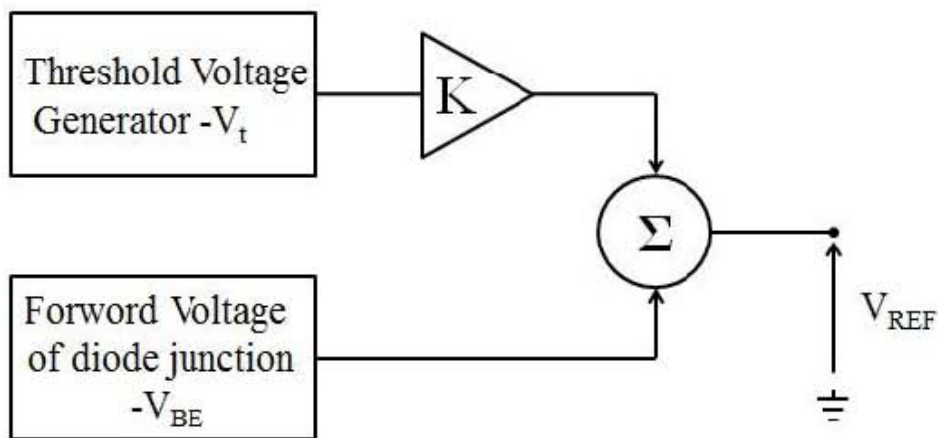 Threshold Voltage
Generator -Vt
K
Σ
Forword Voltage
of diode junction
-VBE
VREF